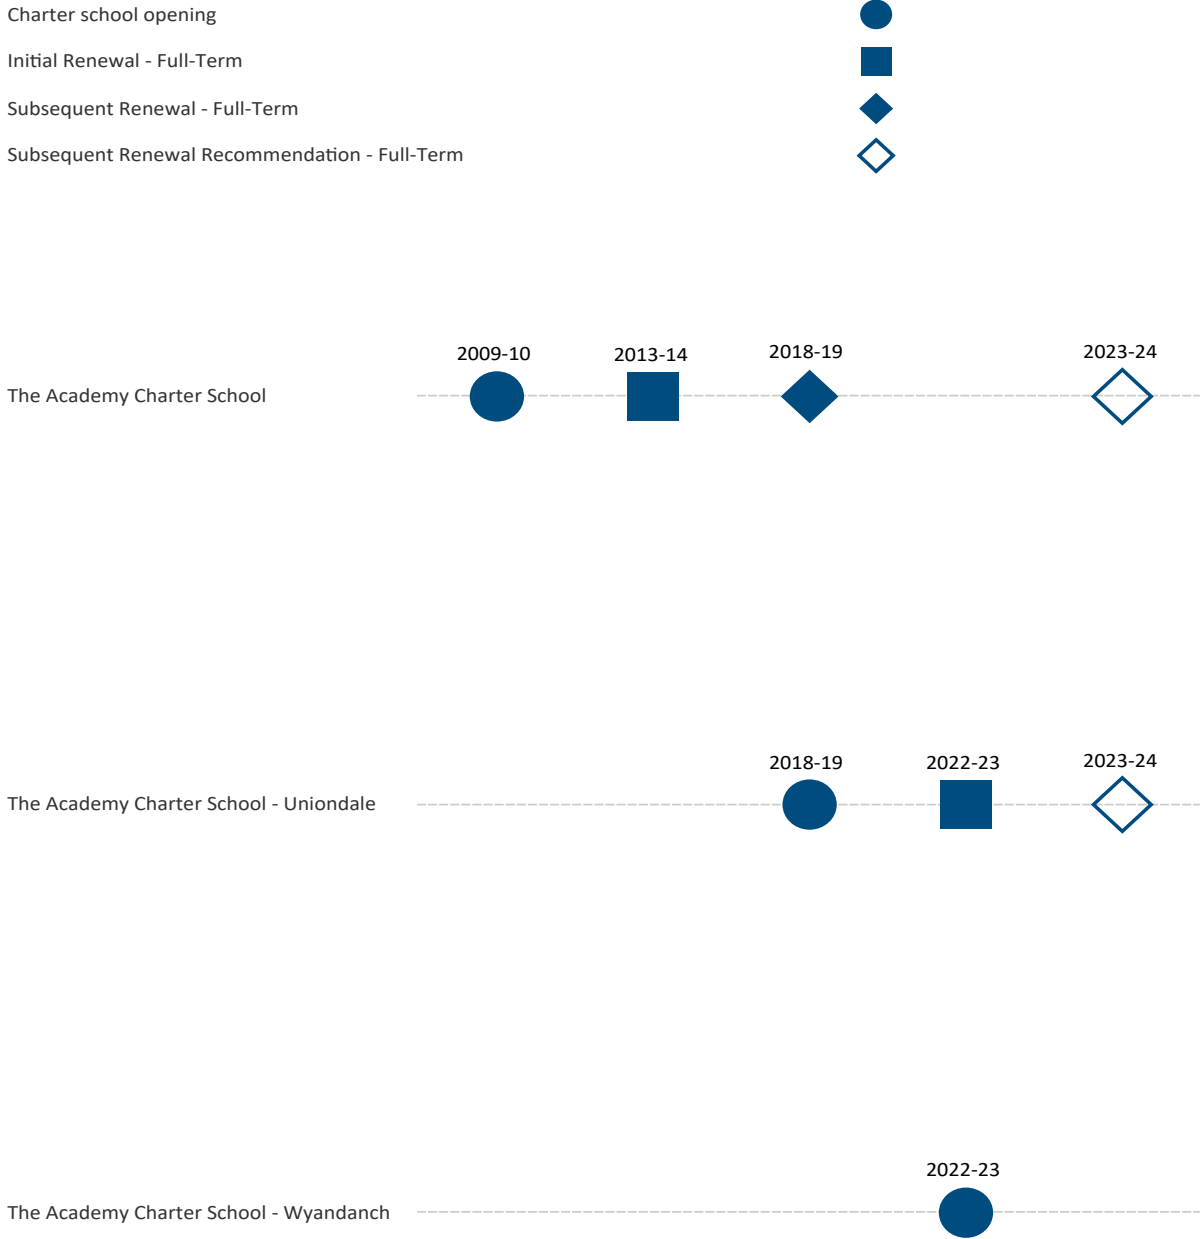 Charter school opening
Initial Renewal - Full-Term
Subsequent Renewal - Full-Term
Subsequent Renewal Recommendation - Full-Term
2009-10 2013-14 2018-19 2023-24
The Academy Charter School
2018-19 2022-23 2023-24
The Academy Charter School - Uniondale
2022-23
The Academy Charter School - Wyandanch